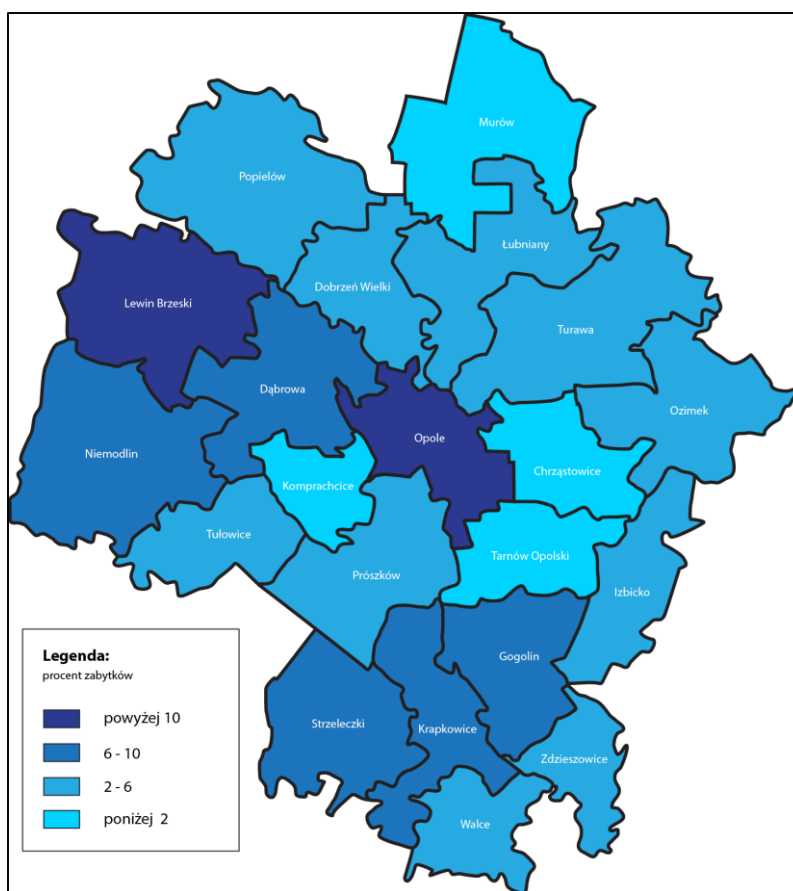 Murów
Popielów
Łubniany
Dobrzeń Wielki
Lewin Brzeski
Turawa
Dąbrowa
Ozimek
Opole
Niemodlin
Chrząstowice
Komprachcice
Tułowice
Tarnów Opolski
Prószków
Izbicko
Gogolin
Strzeleczki
Krapkowice
Zdzieszowice
Walce
Legenda:
procent zabytków
powyżej 10
6 - 10
2 - 6
poniżej 2